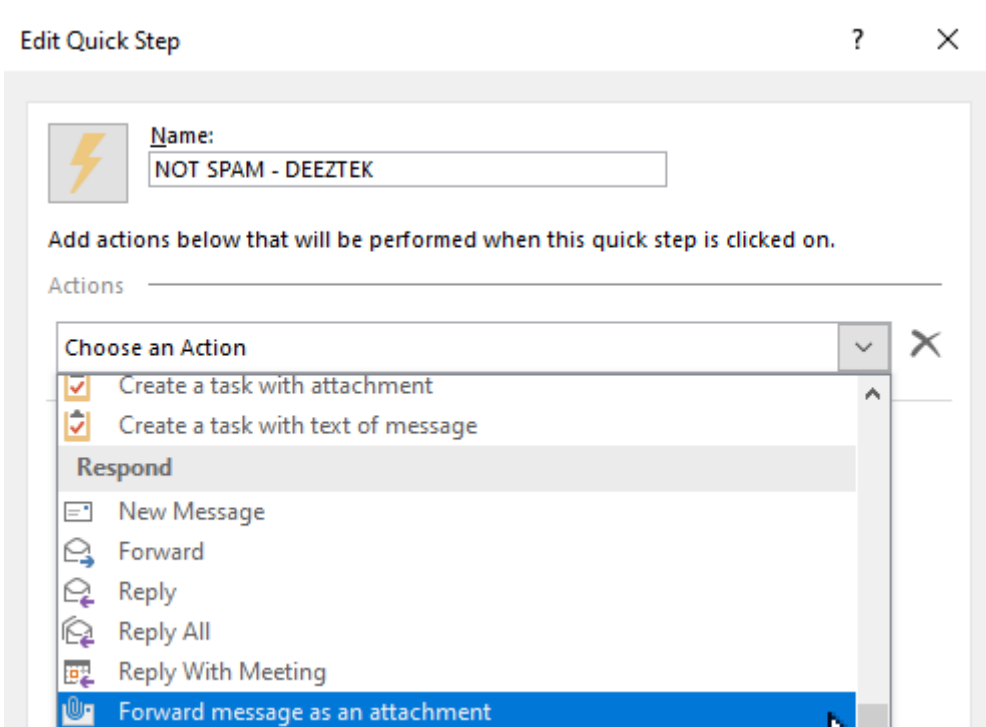 Edit Quick Step ?
Name:
NOT SPAM - DEEZTEK
Add actions below that will be performed when this quick step is clicked on.
Actions
Choose an Action
Create a task with attachment
Create a task with text of message
Respond
New Message
Forward
Reply
Reply All
Reply With Meeting
Forward message as an attachment